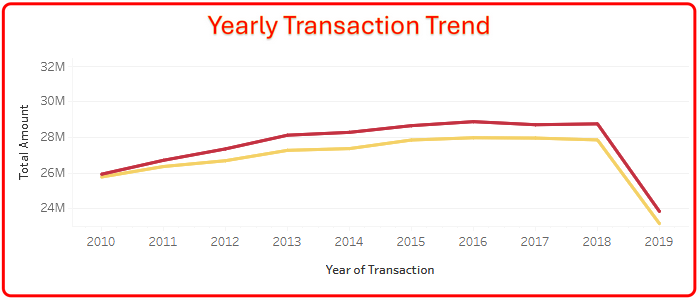 Yearly Transaction Trend
32M
30M
28M
26M
24M
Total Amount
2010 2011 2012 2013 2014 2015 2016 2017 2018 2019
Year of Transaction